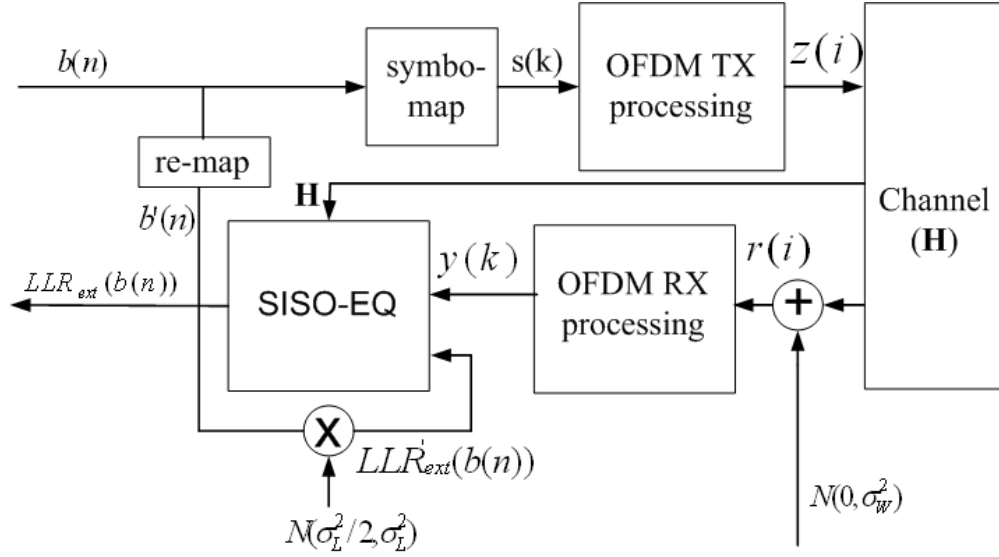 b(n)
symbo-
map
s(k)
OFDM TX
processing
z(i)
re-map
b'(n)
H
Channel
(H)
LLR_ext(b(n))
SISO-EQ
y(k)
OFDM RX
processing
r(i)
+
X
LLR'_ext(b(n))
N(σ_L^2/2,σ_L^2)
N(0,σ_W^2)